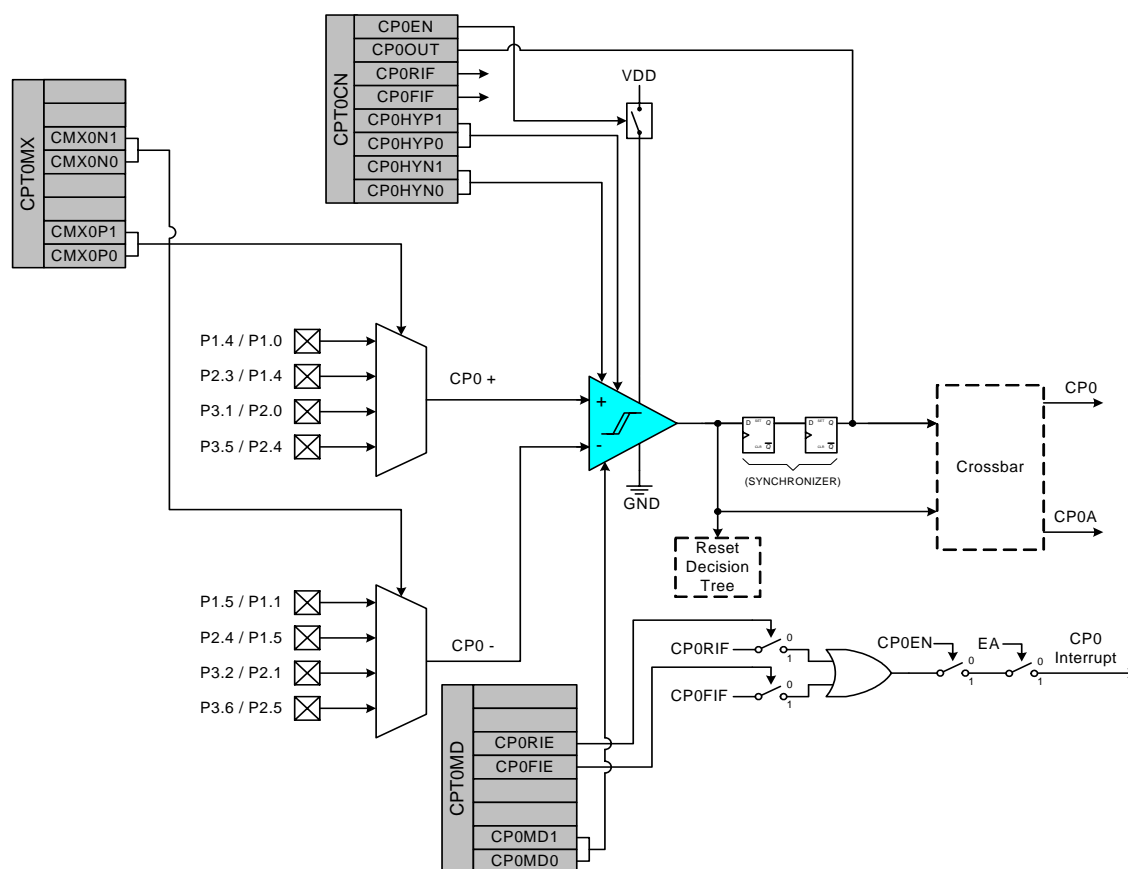 CPT0CN
CP0EN
CP0OUT
CP0RIF
CP0FIF
CP0HYP1
CP0HYP0
CP0HYN1
CP0HYN0
VDD
CPT0MX
CMX0N1
CMX0N0
CMX0P1
CMX0P0
P1.4 / P1.0
P2.3 / P1.4
P3.1 / P2.0
P3.5 / P2.4
CP0 +
+
-
GND
D SET Q
CLR Q
D SET Q
CLR Q
(SYNCHRONIZER)
Crossbar
CP0
CP0A
Reset
Decision
Tree
P1.5 / P1.1
P2.4 / P1.5
P3.2 / P2.1
P3.6 / P2.5
CP0 -
CP0RIF
0
1
CP0FIF
0
1
CP0EN
0
1
EA
0
1
CP0
Interrupt
CPT0MD
CP0RIE
CP0FIE
CP0MD1
CP0MD0